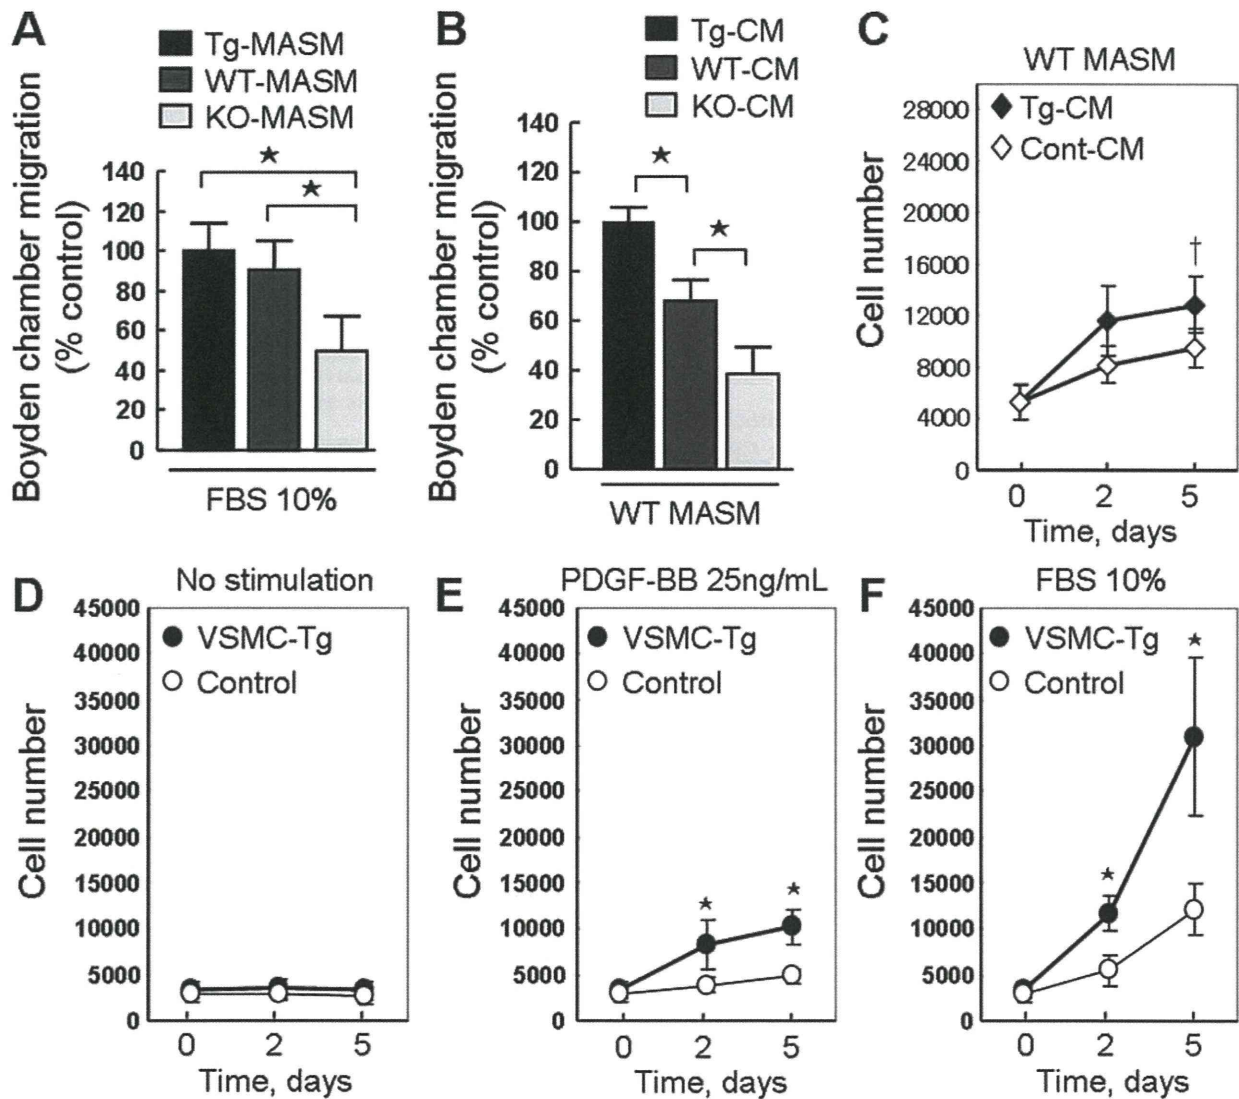 A
Tg-MASM
WT-MASM
KO-MASM
Boyden chamber migration
(% control)
140
120
100
80
60
40
20
0
★
★
FBS 10%
B
Tg-CM
WT-CM
KO-CM
Boyden chamber migration
(% control)
140
120
100
80
60
40
20
0
★
★
WT MASM
C
WT MASM
Tg-CM
Cont-CM
Cell number
28000
24000
20000
16000
12000
8000
4000
0
†
0 2 5
Time, days
D
No stimulation
VSMC-Tg
Control
Cell number
45000
40000
35000
30000
25000
20000
15000
10000
5000
0
0 2 5
Time, days
E
PDGF-BB 25ng/mL
VSMC-Tg
Control
Cell number
45000
40000
35000
30000
25000
20000
15000
10000
5000
0
★
★
0 2 5
Time, days
F
FBS 10%
VSMC-Tg
Control
Cell number
45000
40000
35000
30000
25000
20000
15000
10000
5000
0
★
★
0 2 5
Time, days